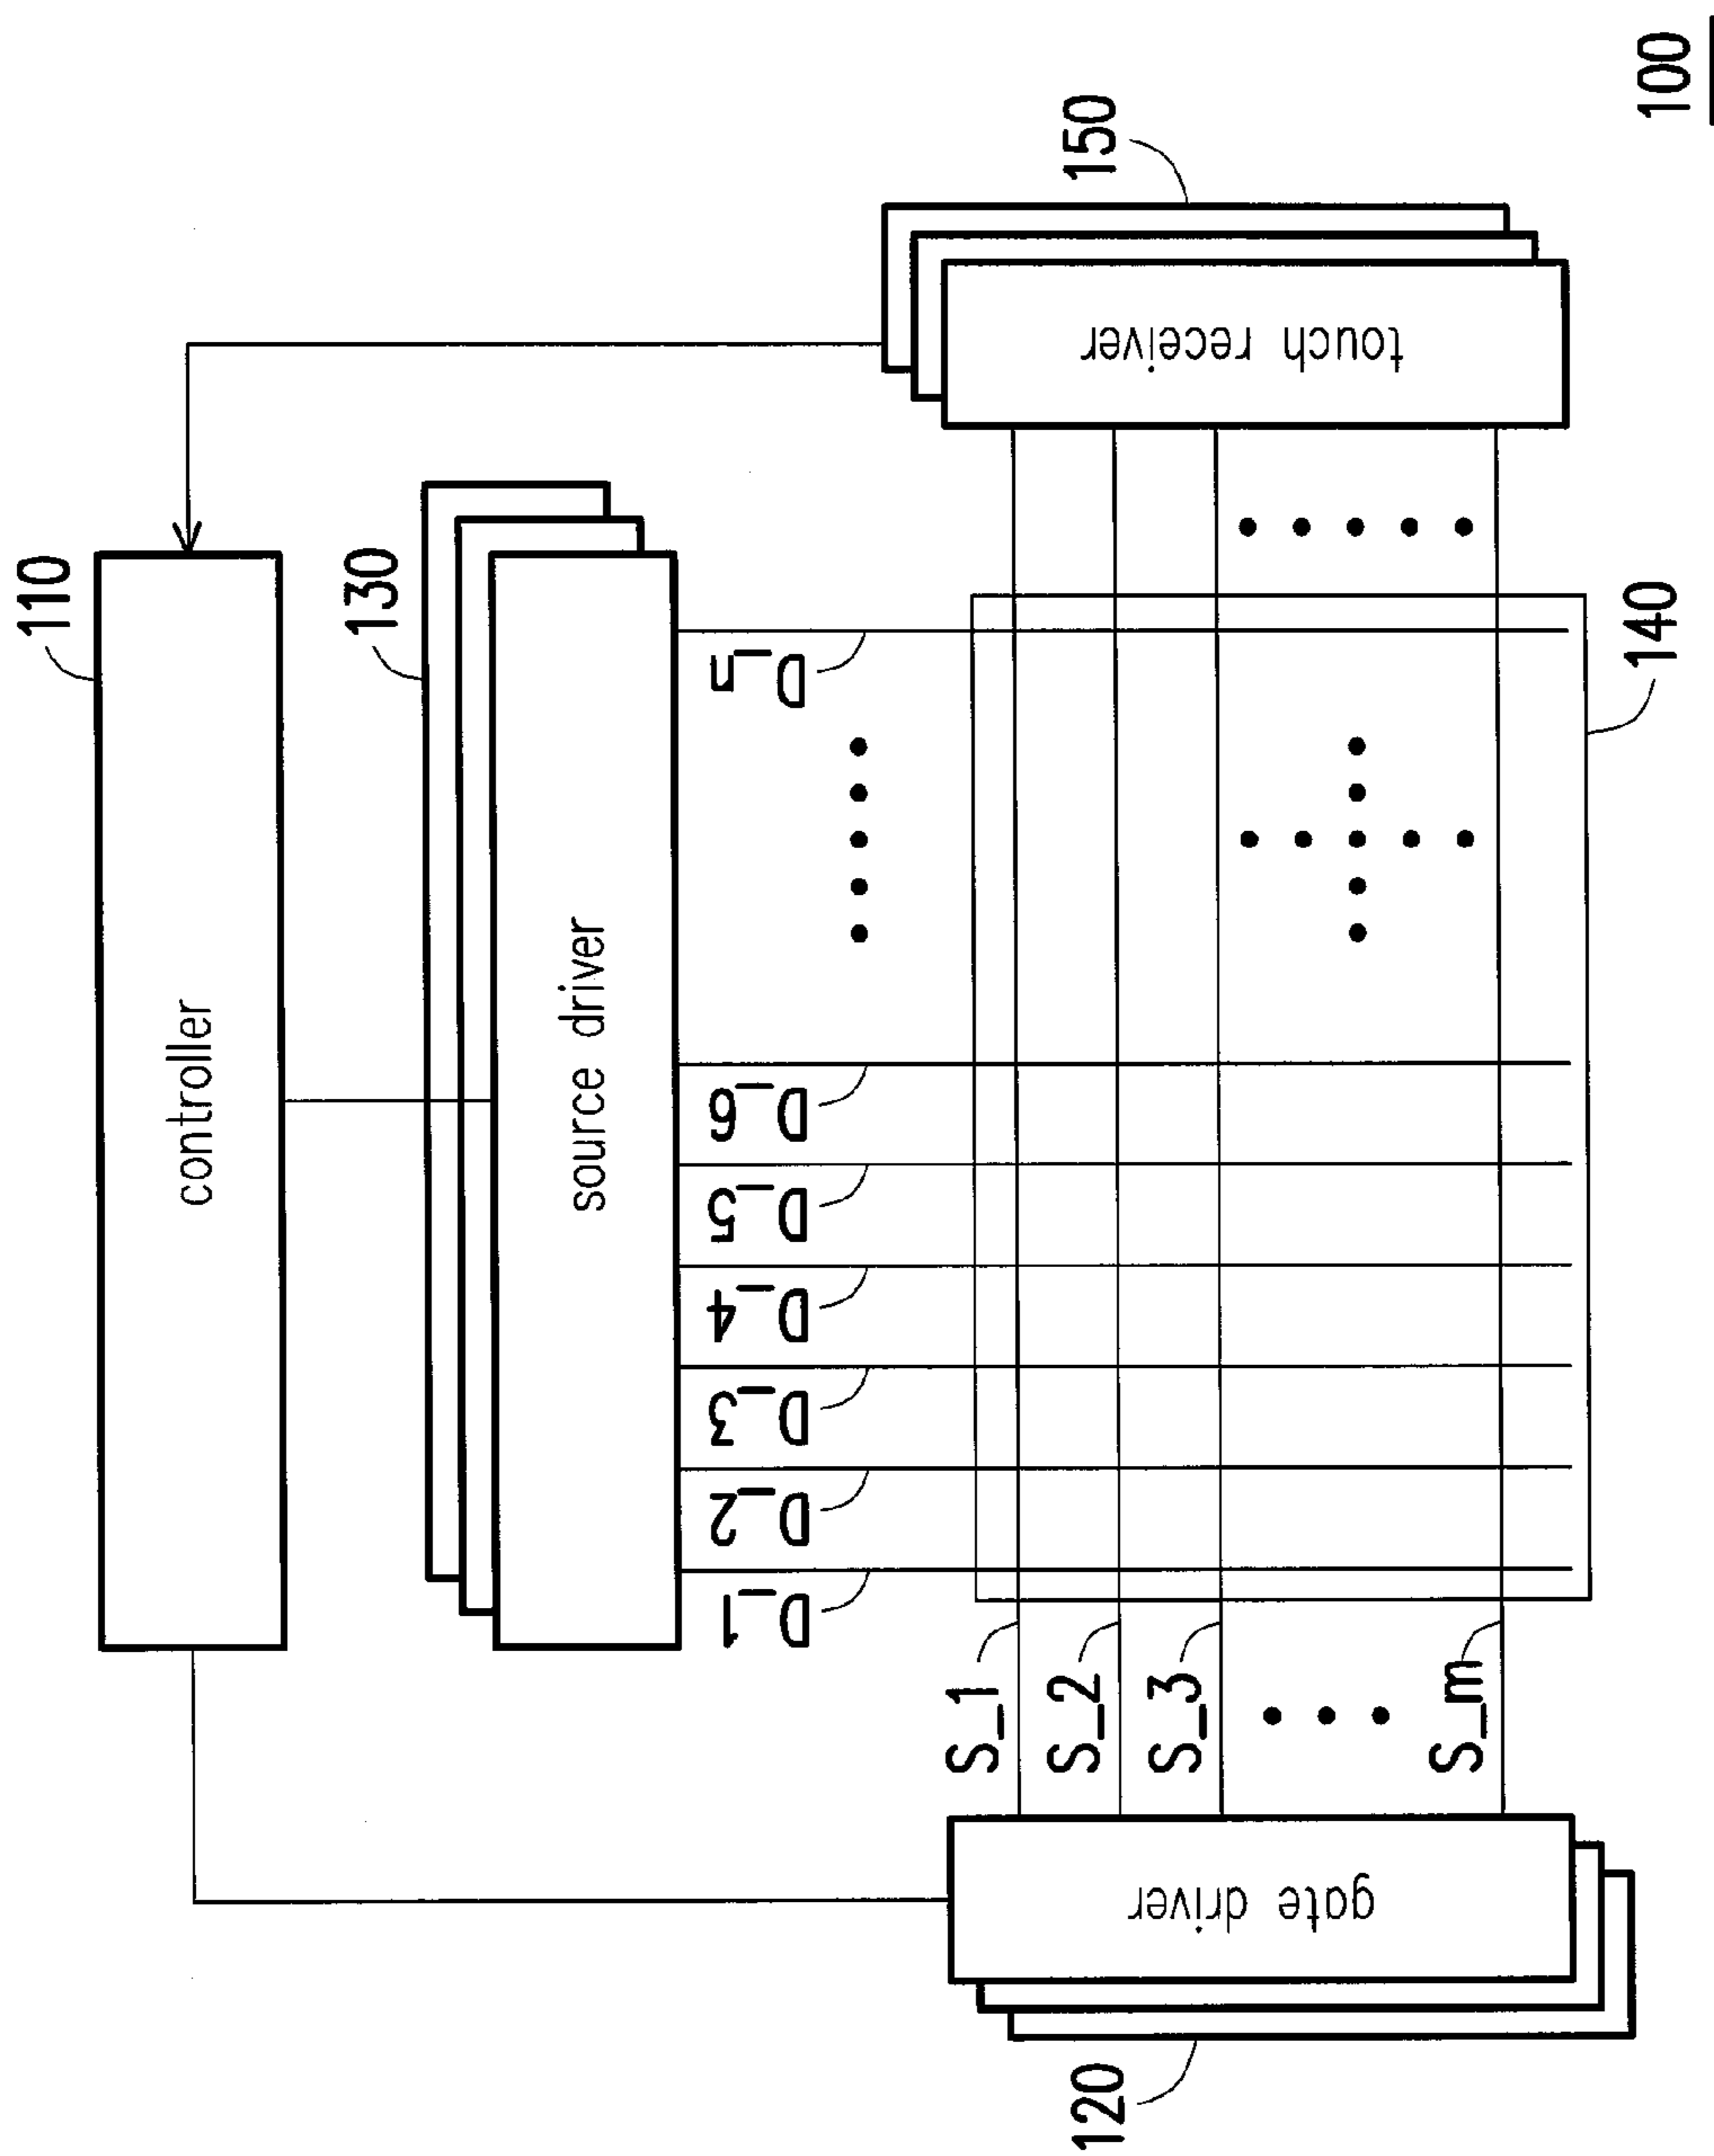 110
controller
130
source driver
D_1
D_2
D_3
D_4
D_5
D_6
D_n
S_1
S_2
S_3
S_m
gate driver
120
touch receiver
150
140
100